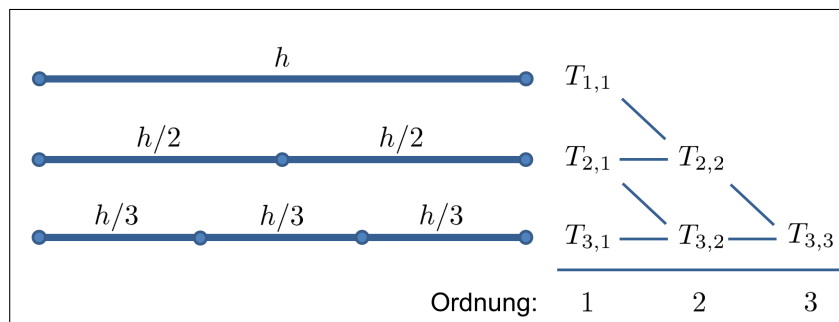 h T₁,₁
h/2 h/2 T₂,₁ T₂,₂
h/3 h/3 h/3 T₃,₁ T₃,₂ T₃,₃
Ordnung: 1 2 3